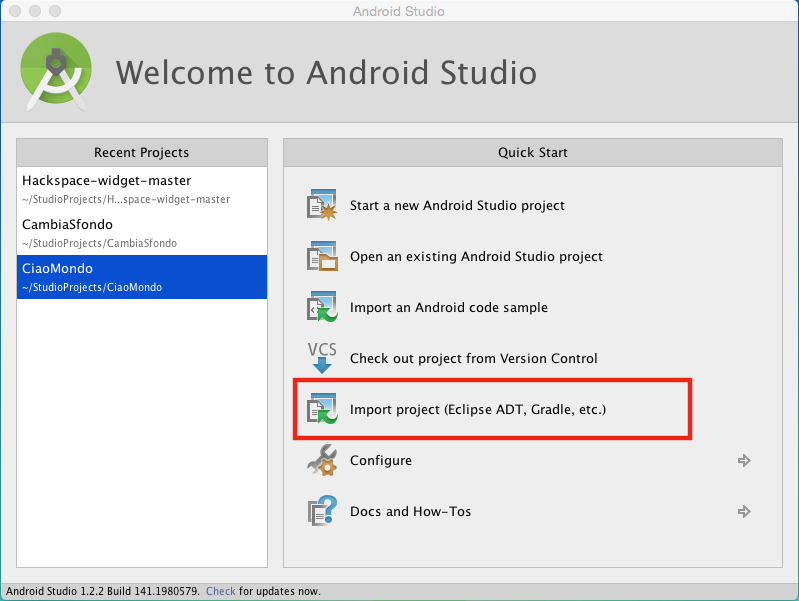 Android Studio
Welcome to Android Studio
Recent Projects
Hackspace-widget-master
~/StudioProjects/H...space-widget-master
CambiaSfondo
~/StudioProjects/CambiaSfondo
CiaoMondo
~/StudioProjects/CiaoMondo
Quick Start
Start a new Android Studio project
Open an existing Android Studio project
Import an Android code sample
VCS
Check out project from Version Control
Import project (Eclipse ADT, Gradle, etc.)
Configure
Docs and How-Tos
Android Studio 1.2.2 Build 141.1980579. Check for updates now.